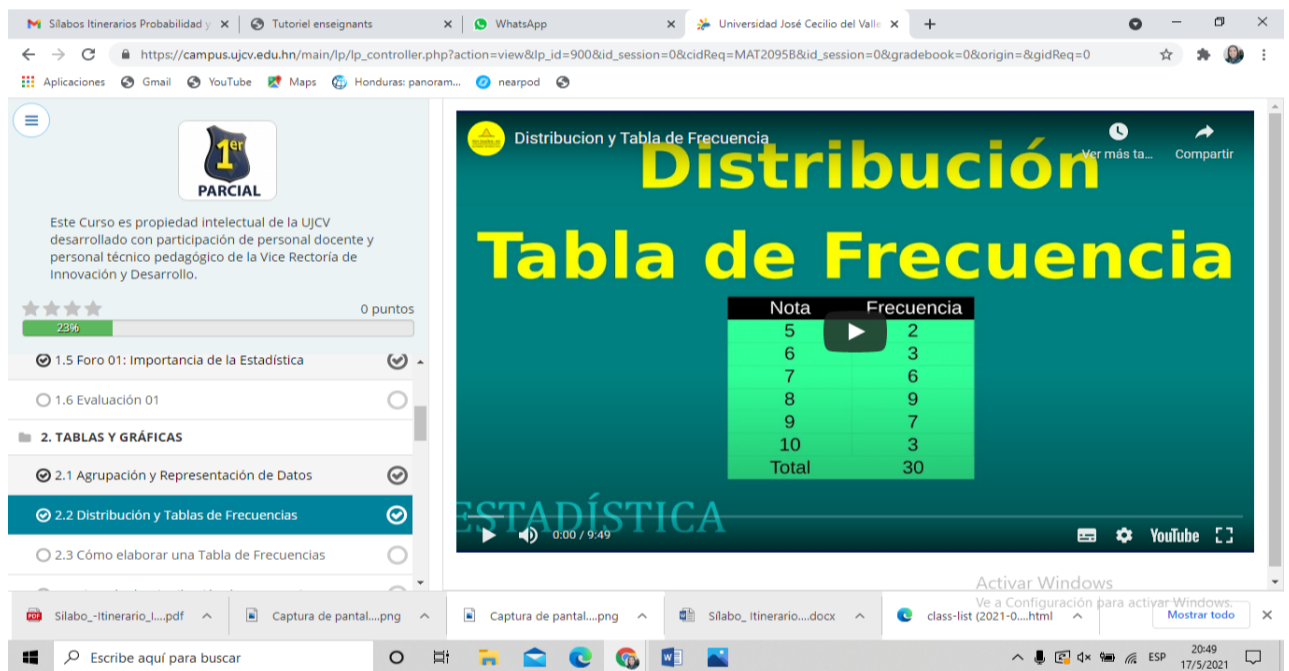 Sílabos Itinerarios Probabilidad y
Tutoriel enseignants
WhatsApp
Universidad José Cecilio del Valle
https://campus.ujcv.edu.hn/main/lp/lp_controller.php?action=view&lp_id=900&id_session=0&cidReq=MAT2095B&id_session=0&gradebook=0&origin=&gidReq=0
Aplicaciones
Gmail
YouTube
Maps
Honduras: panoram...
nearpod
1er
PARCIAL
Este Curso es propiedad intelectual de la UJCV
desarrollado con participación de personal docente y
personal técnico pedagógico de la Vice Rectoría de
Innovación y Desarrollo.
0 puntos
23%
1.5 Foro 01: Importancia de la Estadística
1.6 Evaluación 01
2. TABLAS Y GRÁFICAS
2.1 Agrupación y Representación de Datos
2.2 Distribución y Tablas de Frecuencias
2.3 Cómo elaborar una Tabla de Frecuencias
Distribucion y Tabla de Frecuencia
Ver más ta...
Compartir
Distribución
Tabla de Frecuencia
Nota Frecuencia
5 2
6 3
7 6
8 9
9 7
10 3
Total 30
ESTADÍSTICA
0:00 / 9:49
YouTube
Activar Windows
Ve a Configuración para activar Windows.
Silabo_-Itinerario_I....pdf
Captura de pantal....png
Captura de pantal....png
Sílabo_ Itinerario....docx
class-list (2021-0....html
Mostrar todo
Escribe aquí para buscar
ESP
20:49
17/5/2021